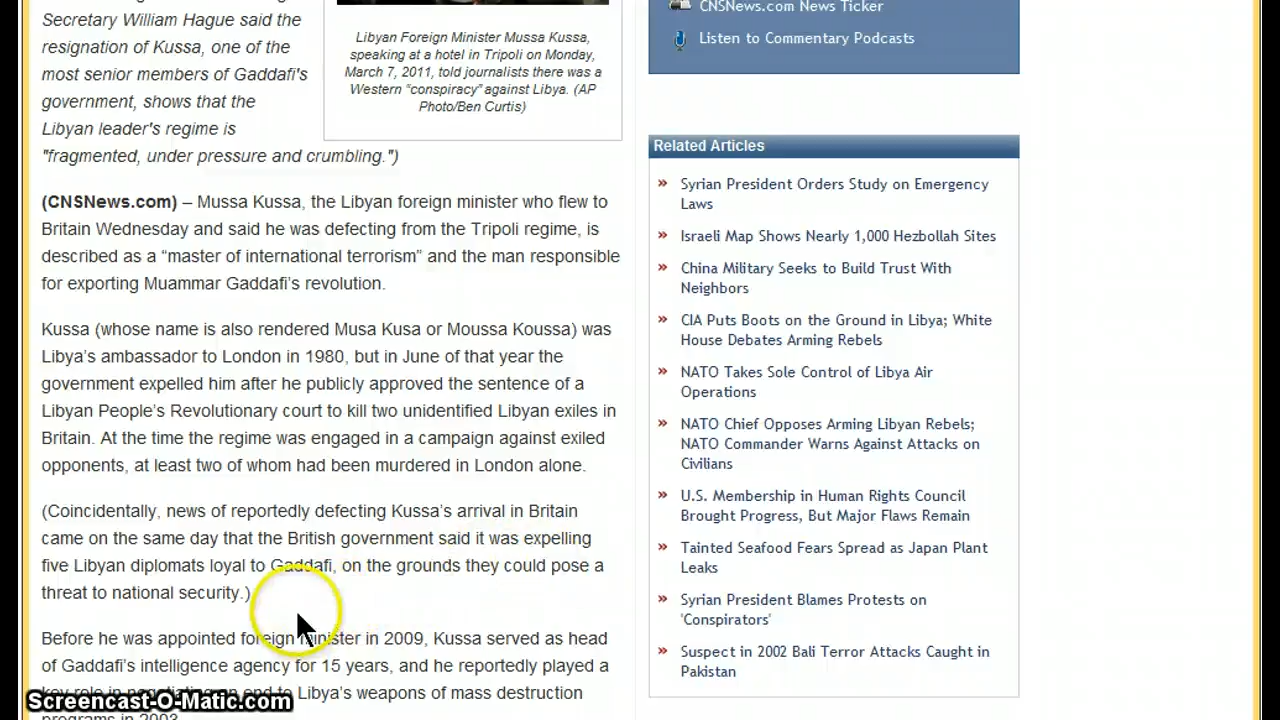 Secretary William Hague said the
resignation of Kussa, one of the
most senior members of Gaddafi's
government, shows that the
Libyan leader's regime is
"fragmented, under pressure and crumbling.")
Libyan Foreign Minister Mussa Kussa,
speaking at a hotel in Tripoli on Monday,
March 7, 2011, told journalists there was a
Western “conspiracy” against Libya. (AP
Photo/Ben Curtis)
(CNSNews.com) – Mussa Kussa, the Libyan foreign minister who flew to
Britain Wednesday and said he was defecting from the Tripoli regime, is
described as a “master of international terrorism” and the man responsible
for exporting Muammar Gaddafi’s revolution.
Kussa (whose name is also rendered Musa Kusa or Moussa Koussa) was
Libya’s ambassador to London in 1980, but in June of that year the
government expelled him after he publicly approved the sentence of a
Libyan People’s Revolutionary court to kill two unidentified Libyan exiles in
Britain. At the time the regime was engaged in a campaign against exiled
opponents, at least two of whom had been murdered in London alone.
(Coincidentally, news of reportedly defecting Kussa’s arrival in Britain
came on the same day that the British government said it was expelling
five Libyan diplomats loyal to Gaddafi, on the grounds they could pose a
threat to national security.)
Before he was appointed foreign minister in 2009, Kussa served as head
of Gaddafi’s intelligence agency for 15 years, and he reportedly played a
key role in negotiating an end to Libya’s weapons of mass destruction
programs in 2003
Screencast-O-Matic.com
CNSNews.com News Ticker
Listen to Commentary Podcasts
Related Articles
» Syrian President Orders Study on Emergency
Laws
» Israeli Map Shows Nearly 1,000 Hezbollah Sites
» China Military Seeks to Build Trust With
Neighbors
» CIA Puts Boots on the Ground in Libya; White
House Debates Arming Rebels
» NATO Takes Sole Control of Libya Air
Operations
» NATO Chief Opposes Arming Libyan Rebels;
NATO Commander Warns Against Attacks on
Civilians
» U.S. Membership in Human Rights Council
Brought Progress, But Major Flaws Remain
» Tainted Seafood Fears Spread as Japan Plant
Leaks
» Syrian President Blames Protests on
'Conspirators'
» Suspect in 2002 Bali Terror Attacks Caught in
Pakistan